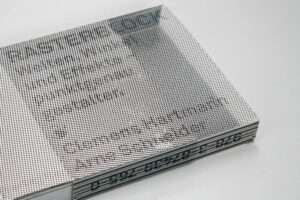 RASTERBLOCK
Weiten, Winkel
und Effekte
punktgenau
gestalten.
Clemens Hartmann
Arne Schneider